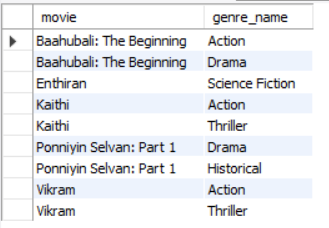 movie genre_name
Baahubali: The Beginning Action
Baahubali: The Beginning Drama
Enthiran Science Fiction
Kaithi Action
Kaithi Thriller
Ponniyin Selvan: Part 1 Drama
Ponniyin Selvan: Part 1 Historical
Vikram Action
Vikram Thriller